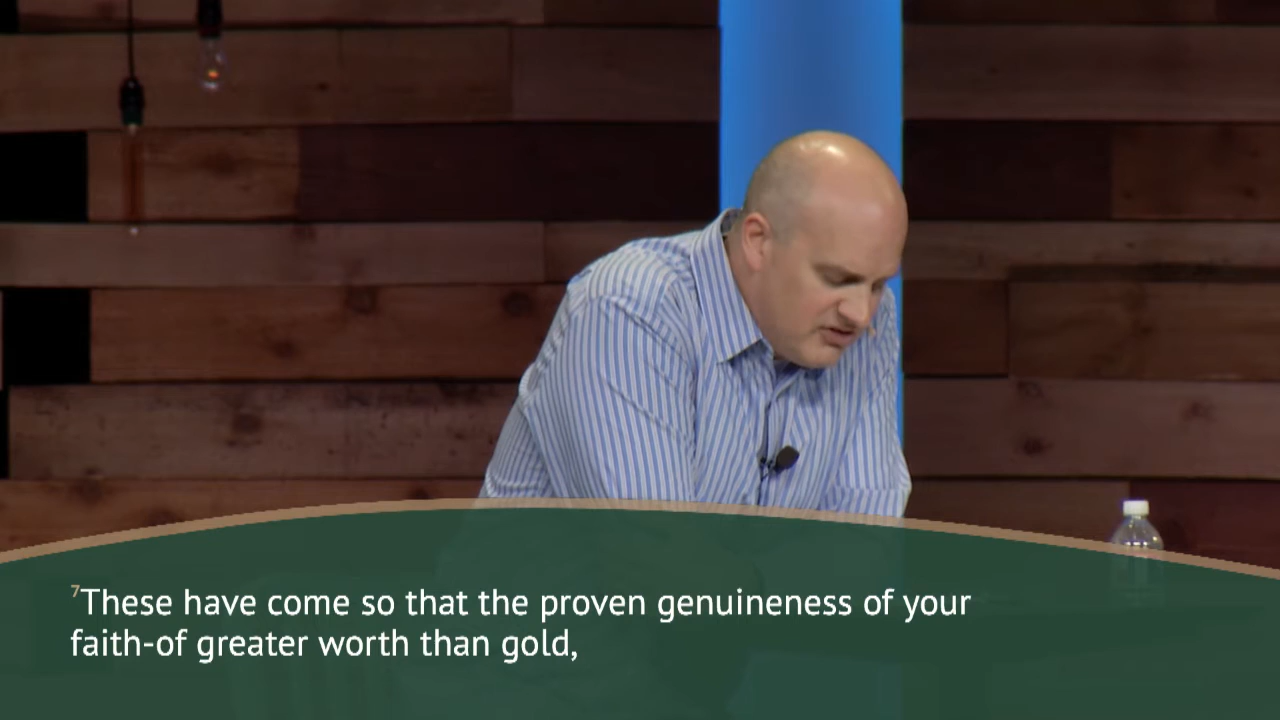 ⁷These have come so that the proven genuineness of your
faith-of greater worth than gold,